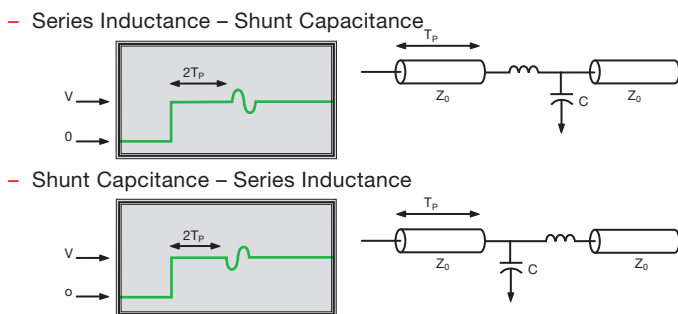 – Series Inductance – Shunt Capacitance
2Tₚ
V
0
Tₚ
Z₀
C
Z₀
– Shunt Capcitance – Series Inductance
2Tₚ
V
o
Tₚ
Z₀
C
Z₀